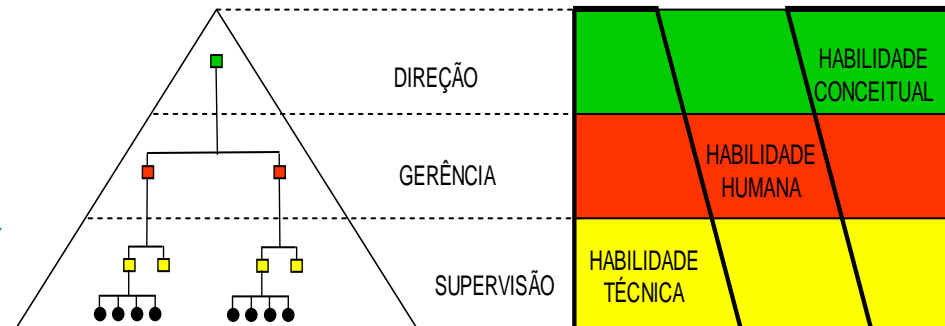 DIREÇÃO
GERÊNCIA
SUPERVISÃO
HABILIDADE
CONCEITUAL
HABILIDADE
HUMANA
HABILIDADE
TÉCNICA